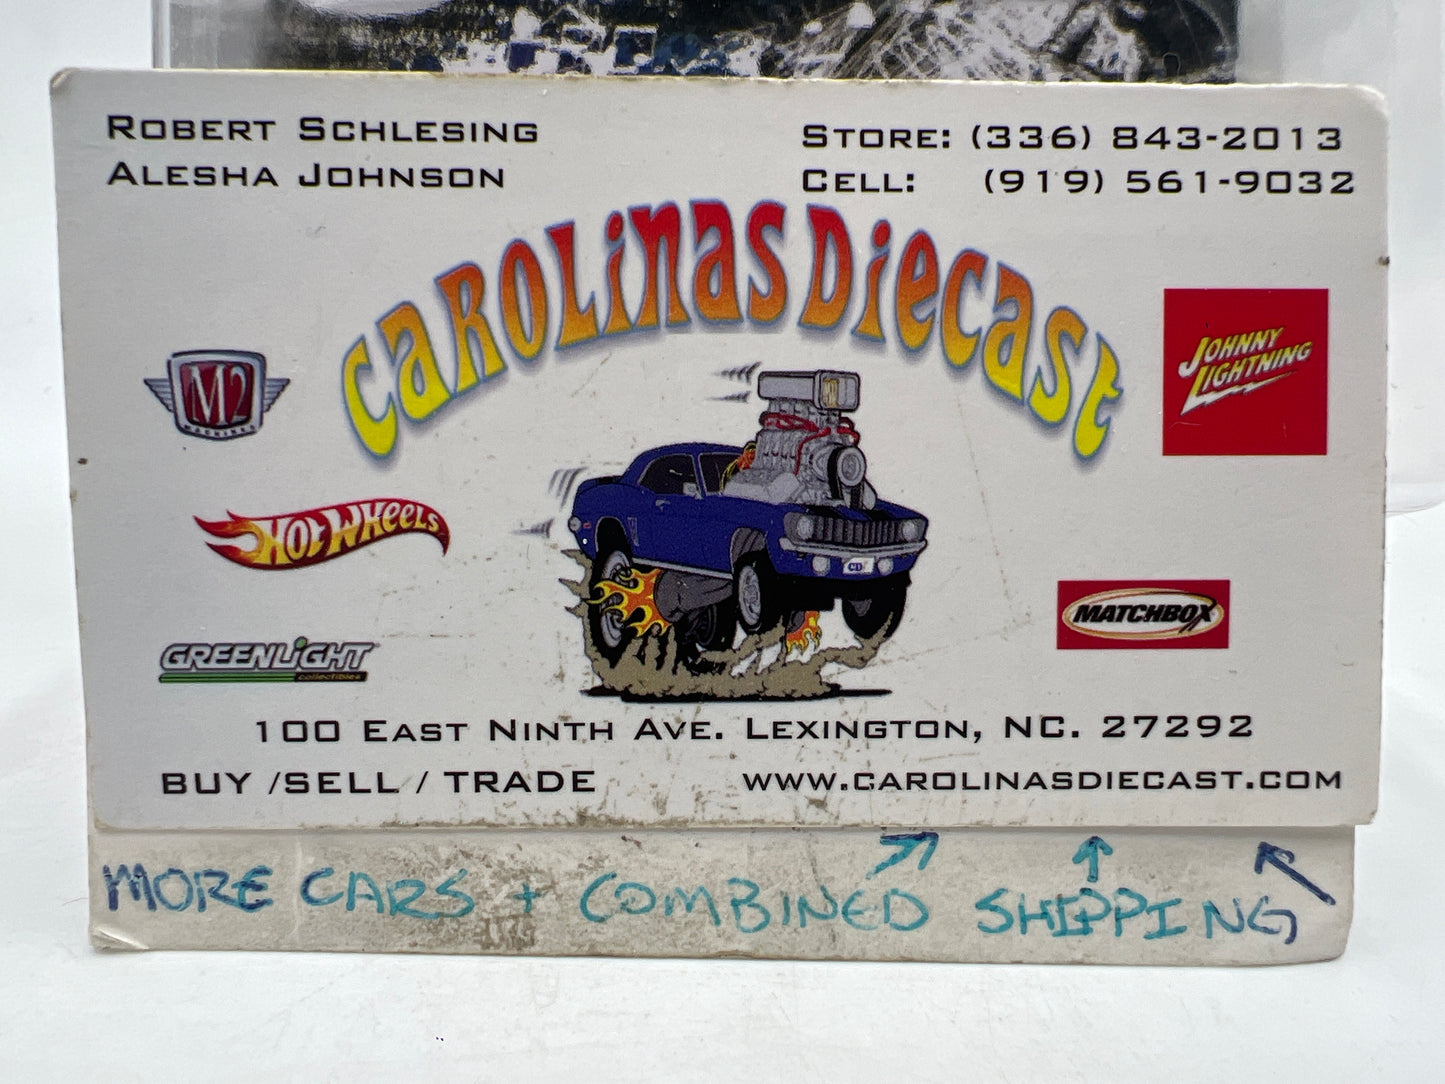 ROBERT SCHLESING
ALESHA JOHNSON
STORE: (336) 843-2013
CELL: (919) 561-9032
CAROLINAS DIECAST
M2
MACHINES
JOHNNY
LIGHTNING
HOT WHEELS
MATCHBOX
GREENLIGHT
collectibles
100 EAST NINTH AVE. LEXINGTON, NC. 27292
BUY /SELL / TRADE
WWW.CAROLINASDIECAST.COM
MORE CARS + COMBINED SHIPPING